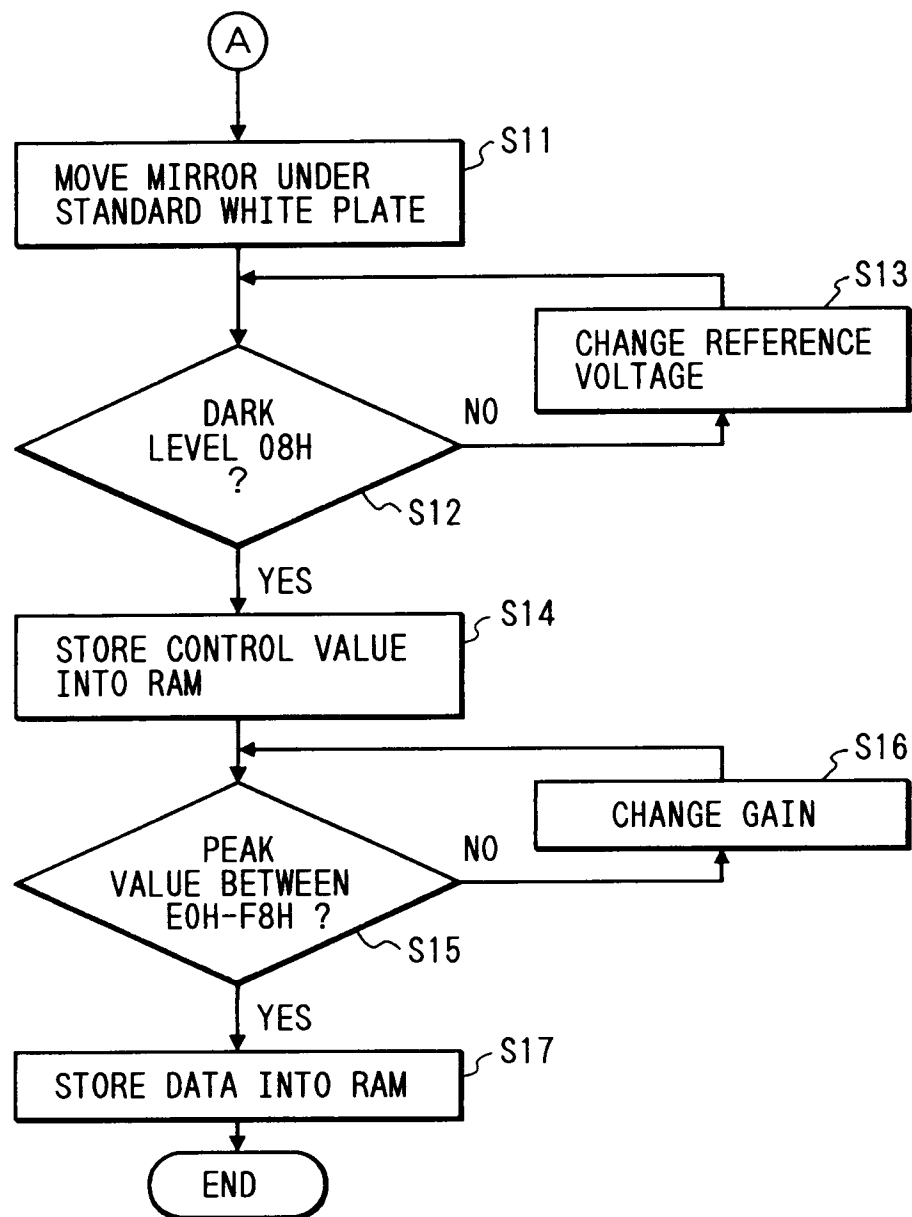 A
S11
MOVE MIRROR UNDER
STANDARD WHITE PLATE
S13
CHANGE REFERENCE
VOLTAGE
DARK
LEVEL 08H
?
NO
S12
YES
S14
STORE CONTROL VALUE
INTO RAM
S16
CHANGE GAIN
PEAK
VALUE BETWEEN
E0H-F8H ?
NO
S15
YES
S17
STORE DATA INTO RAM
END